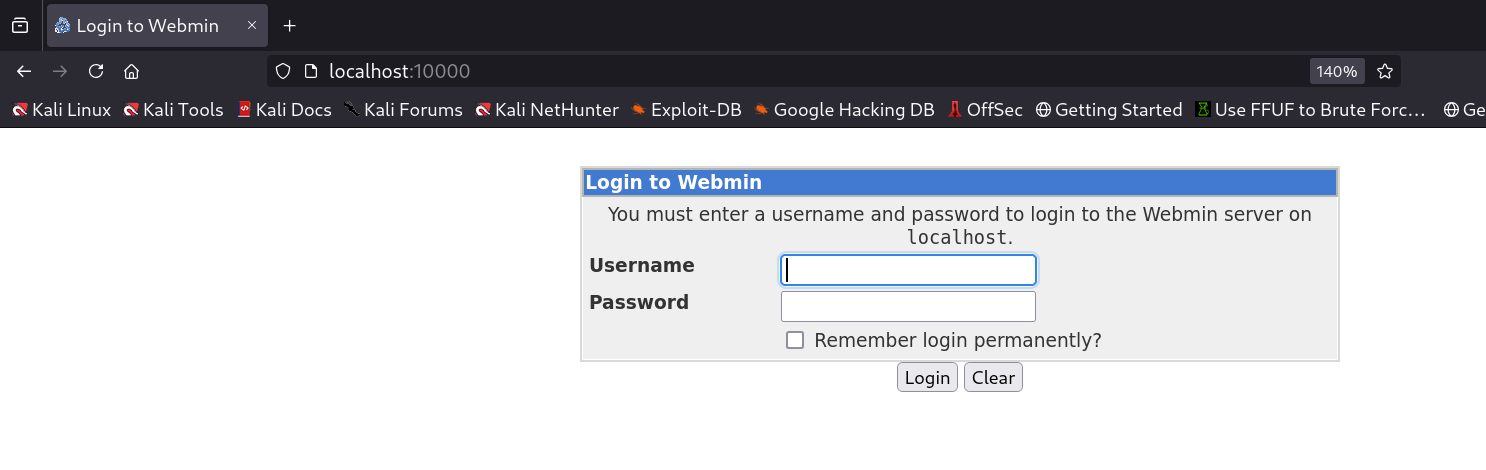 Login to Webmin
localhost:10000
140%
Kali Linux Kali Tools Kali Docs Kali Forums Kali NetHunter Exploit-DB Google Hacking DB OffSec Getting Started Use FFUF to Brute Forc… Ge
Login to Webmin
You must enter a username and password to login to the Webmin server on
localhost.
Username
Password
Remember login permanently?
Login Clear